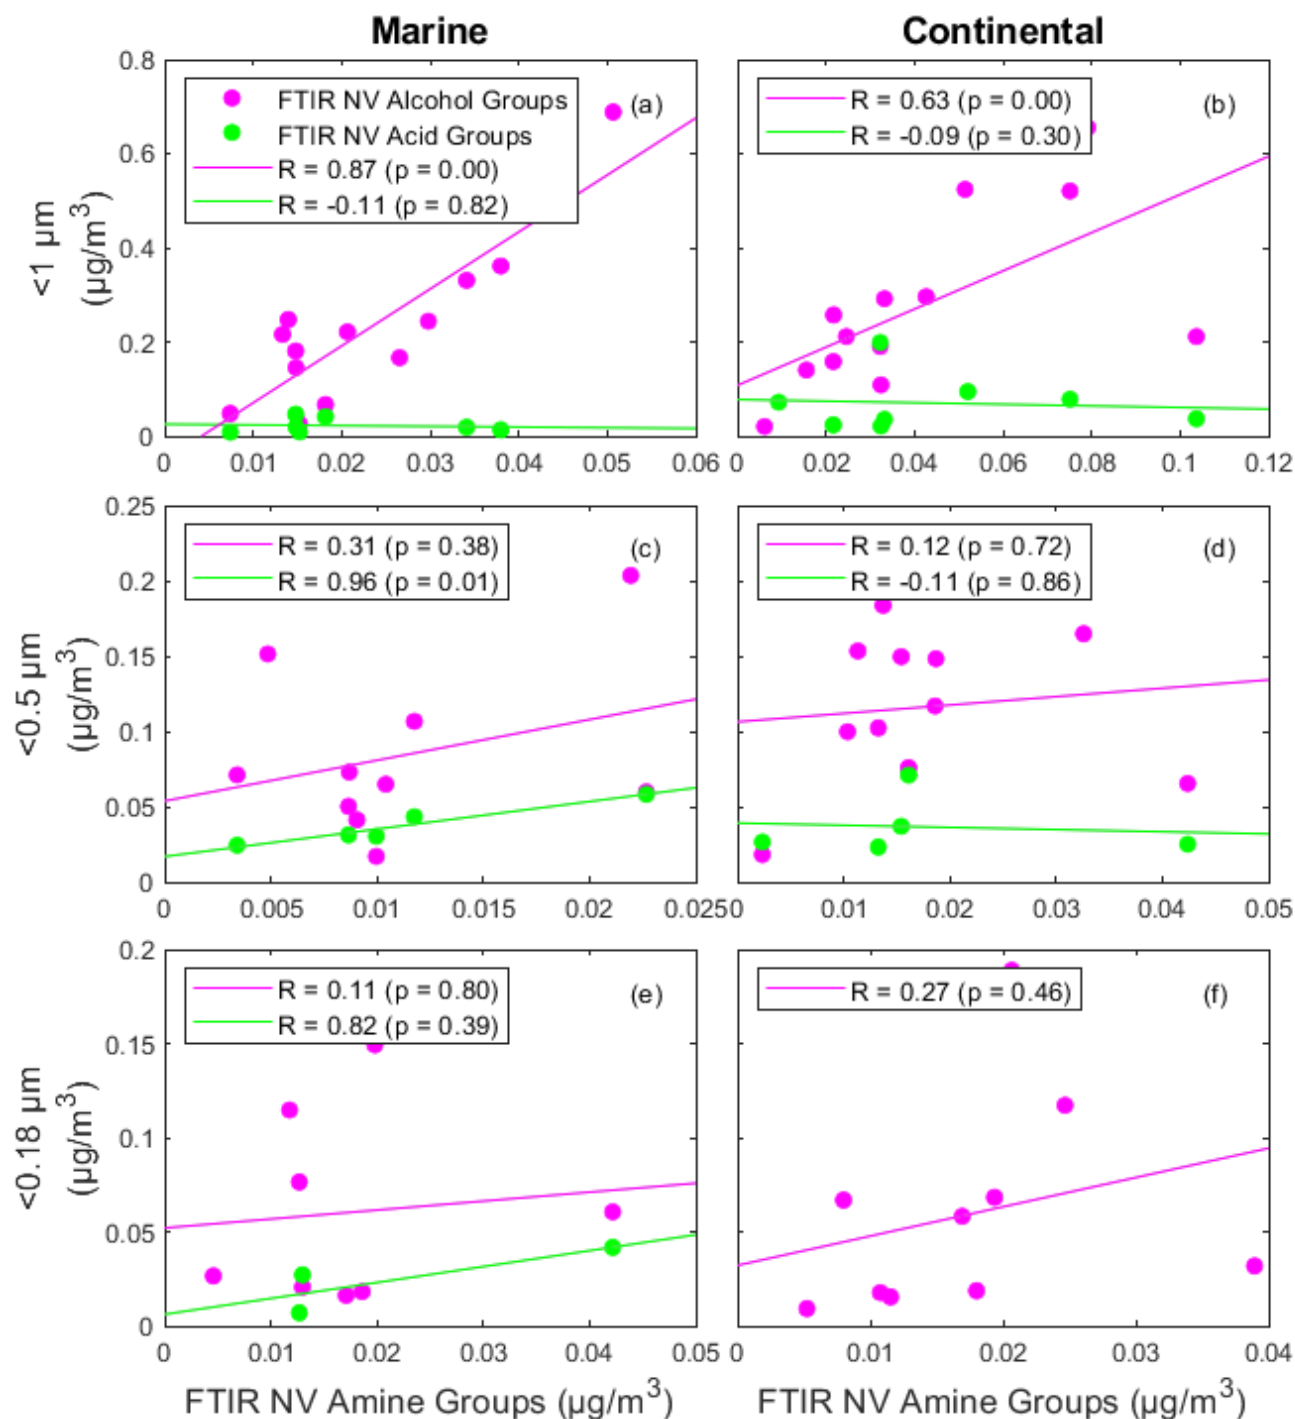 Marine
Continental
0.8
0.6
0.4
0.2
0
<1 µm
(µg/m³)
FTIR NV Alcohol Groups
FTIR NV Acid Groups
R = 0.87 (p = 0.00)
R = -0.11 (p = 0.82)
(a)
0 0.01 0.02 0.03 0.04 0.05 0.06
R = 0.63 (p = 0.00)
R = -0.09 (p = 0.30)
(b)
0 0.02 0.04 0.06 0.08 0.1 0.12
0.25
0.2
0.15
0.1
0.05
0
<0.5 µm
(µg/m³)
R = 0.31 (p = 0.38)
R = 0.96 (p = 0.01)
(c)
0 0.005 0.01 0.015 0.02 0.025
R = 0.12 (p = 0.72)
R = -0.11 (p = 0.86)
(d)
0 0.01 0.02 0.03 0.04 0.05
0.2
0.15
0.1
0.05
0
<0.18 µm
(µg/m³)
R = 0.11 (p = 0.80)
R = 0.82 (p = 0.39)
(e)
0 0.01 0.02 0.03 0.04 0.05
FTIR NV Amine Groups (µg/m³)
R = 0.27 (p = 0.46)
(f)
0 0.01 0.02 0.03 0.04
FTIR NV Amine Groups (µg/m³)